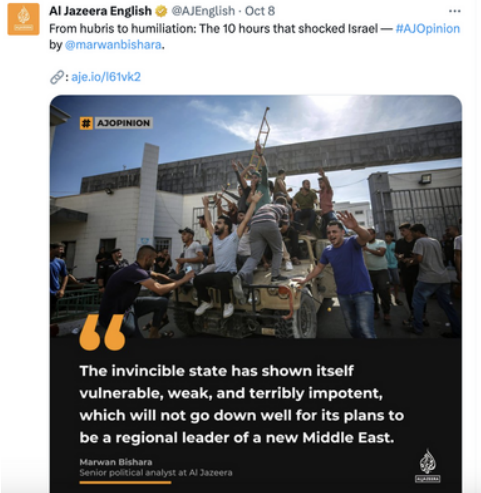 Al Jazeera English @AJEnglish · Oct 8
From hubris to humiliation: The 10 hours that shocked Israel — #AJOpinion
by @marwanbishara.
: aje.io/l61vk2
# AJOPINION
The invincible state has shown itself
vulnerable, weak, and terribly impotent,
which will not go down well for its plans to
be a regional leader of a new Middle East.
Marwan Bishara
Senior political analyst at Al Jazeera
ALJAZEERA